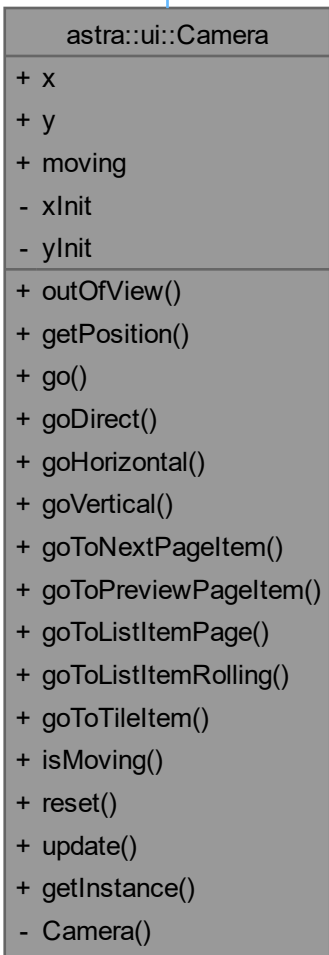 astra::ui::Camera
+ x
+ y
+ moving
- xInit
- yInit
+ outOfView()
+ getPosition()
+ go()
+ goDirect()
+ goHorizontal()
+ goVertical()
+ goToNextPageItem()
+ goToPreviewPageItem()
+ goToListItemPage()
+ goToListItemRolling()
+ goToTileItem()
+ isMoving()
+ reset()
+ update()
+ getInstance()
- Camera()